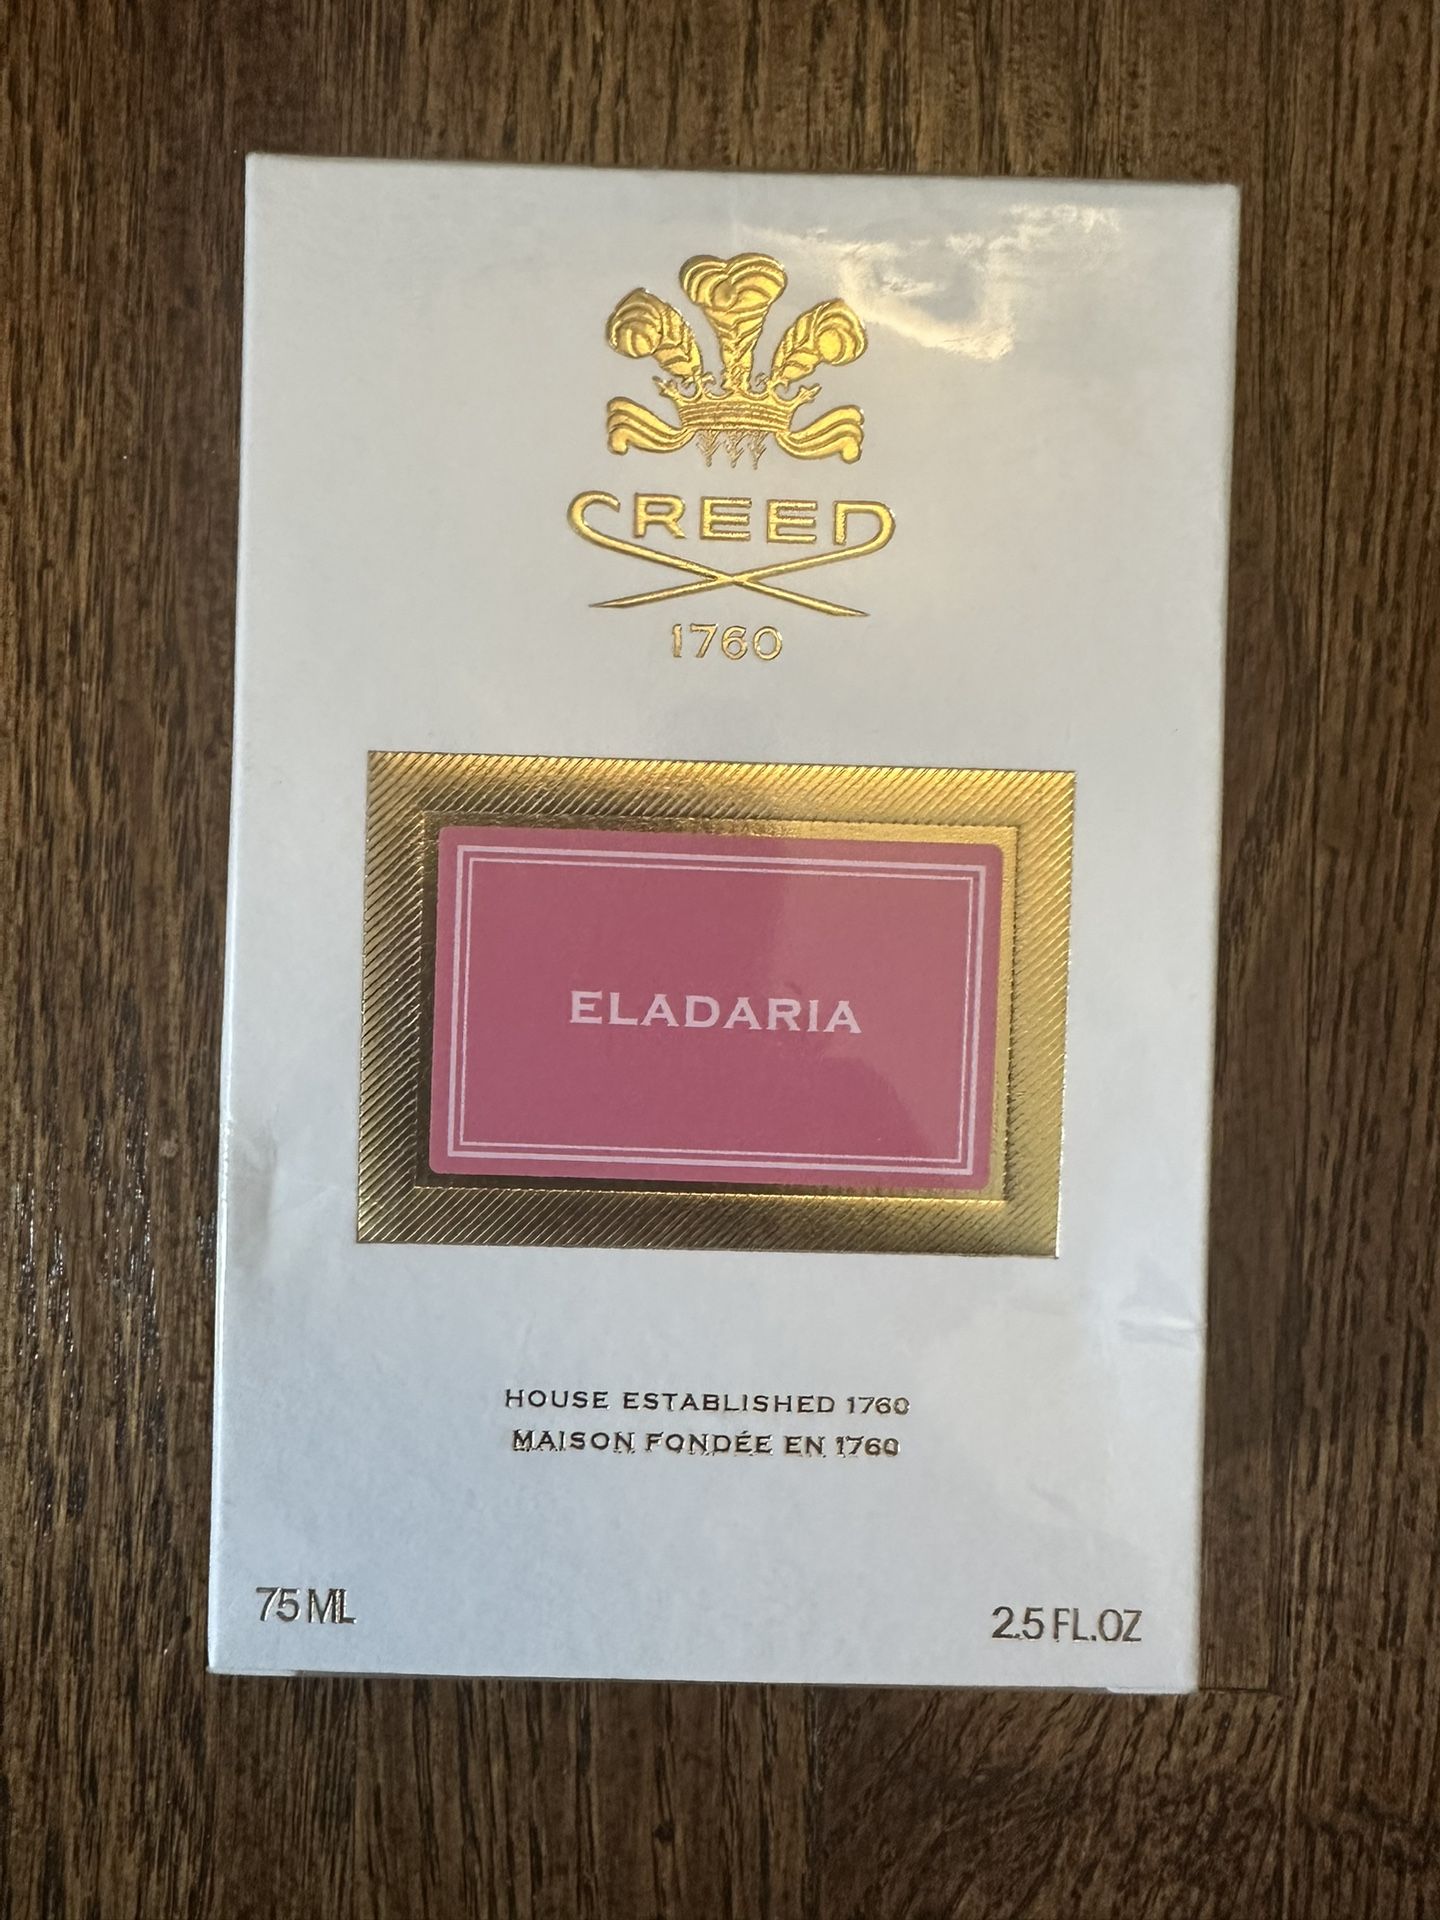 CREED
1760
ELADARIA
HOUSE ESTABLISHED 1760
MAISON FONDÉE EN 1760
75 ML
2.5 FL.OZ